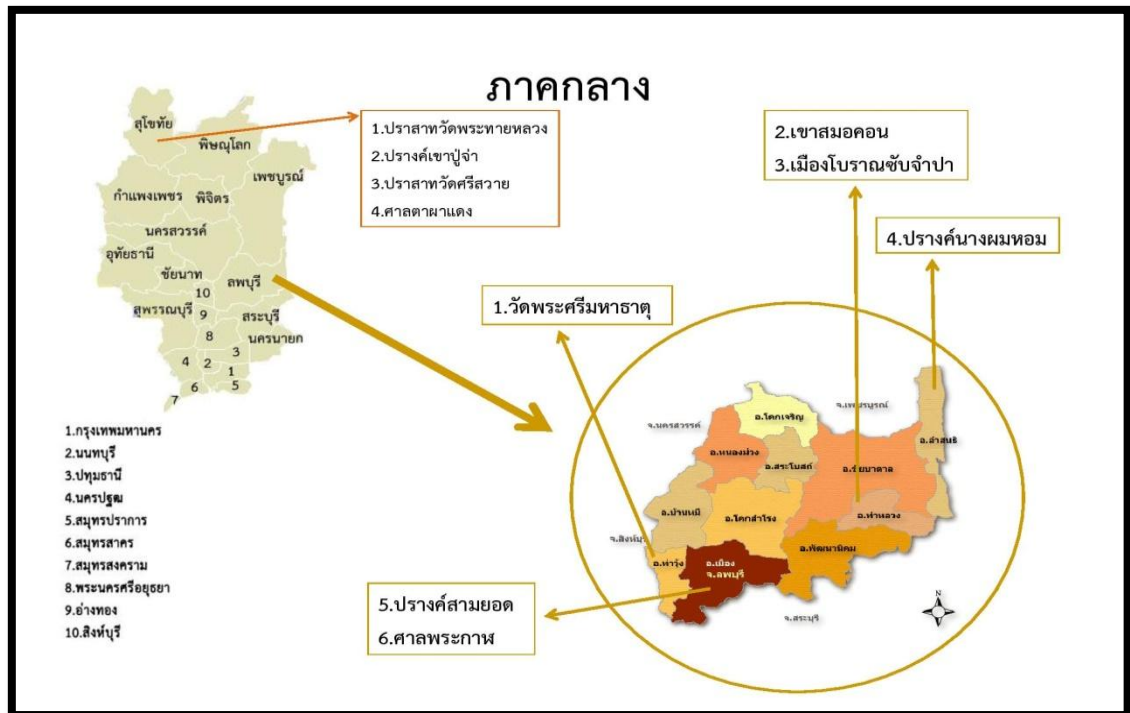 ภาคกลาง
สุโขทัย
พิษณุโลก
เพชรบูรณ์
กำแพงเพชร
พิจิตร
นครสวรรค์
อุทัยธานี
ชัยนาท
ลพบุรี
10
สุพรรณบุรี
9
สระบุรี
8
นครนายก
3
4
2
1
6
5
7
1.ปราสาทวัดพระทายหลวง
2.ปรางค์เขาปู่จ่า
3.ปราสาทวัดศรีสวาย
4.ศาลตาผาแดง
2.เขาสมอคอน
3.เมืองโบราณซับจำปา
4.ปรางค์นางผมหอม
1.วัดพระศรีมหาธาตุ
1.กรุงเทพมหานคร
2.นนทบุรี
3.ปทุมธานี
4.นครปฐม
5.สมุทรปราการ
6.สมุทรสาคร
7.สมุทรสงคราม
8.พระนครศรีอยุธยา
9.อ่างทอง
10.สิงห์บุรี
จ.นครสวรรค์
อ.โคกเจริญ
จ.เพชรบูรณ์
อ.ลำสนธิ
อ.หนองม่วง
อ.สระโบสถ์
อ.ชัยบาดาล
อ.บ้านหมี่
อ.โคกสำโรง
อ.ท่าหลวง
จ.สิงห์บุ
อ.พัฒนานิคม
อ.ท่าวุ้ง
อ.เมือง
จ.ลพบุรี
จ.สระบุรี
N
5.ปรางค์สามยอด
6.ศาลพระกาฬ